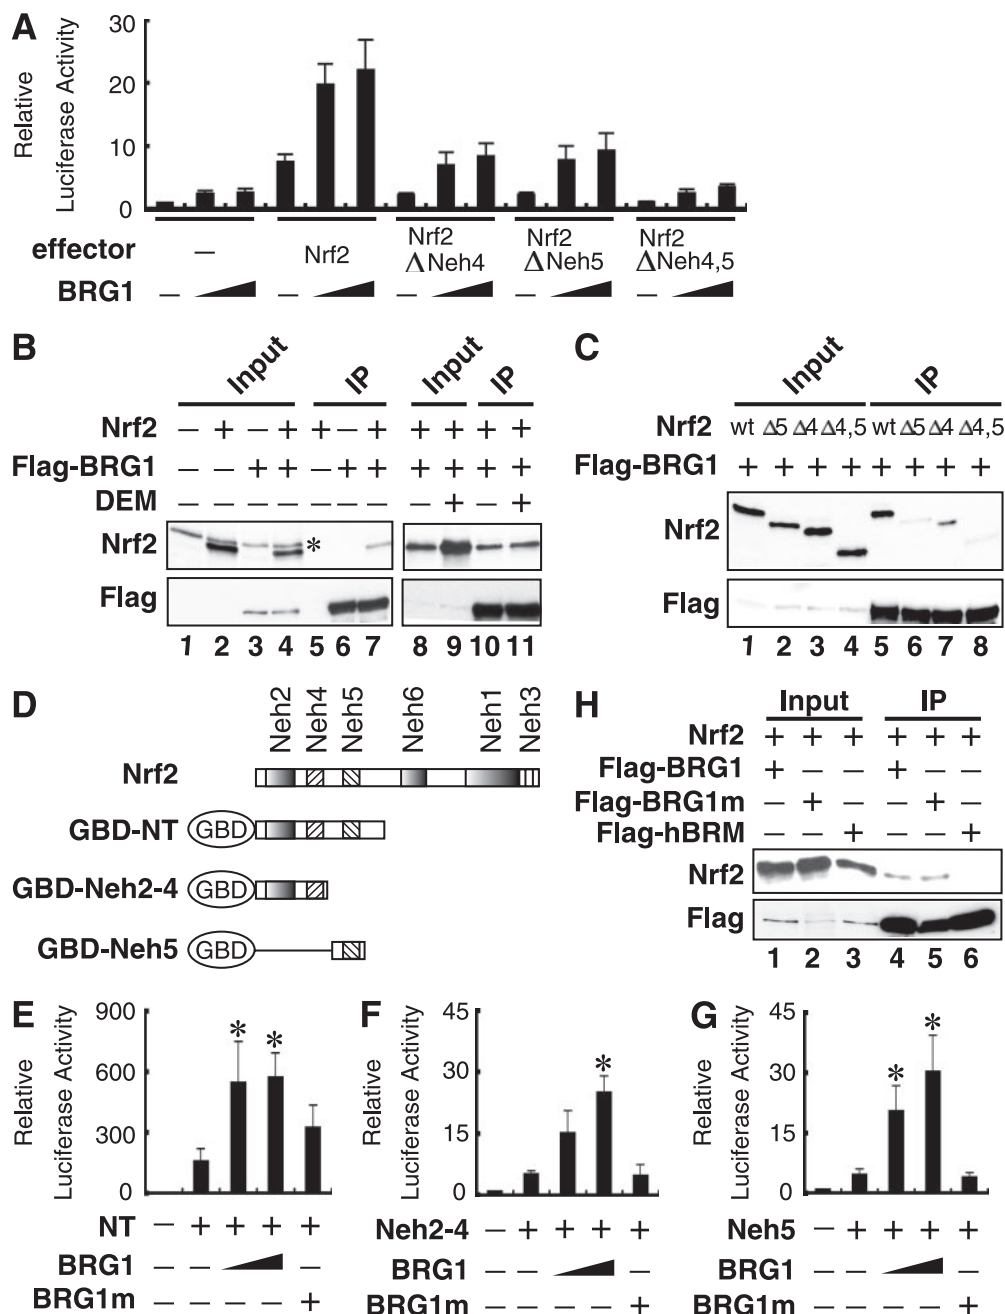 A
Relative
Luciferase Activity
30
20
10
0
effector
— Nrf2 Nrf2 ΔNeh4 Nrf2 ΔNeh5 Nrf2 ΔNeh4,5
BRG1 — — — — —
B
Input IP Input IP
Nrf2 — + — + + — + + + + +
Flag-BRG1 — — + + — + + + + + +
DEM — — — — — — — — + — +
Nrf2 *
Flag
1 2 3 4 5 6 7 8 9 10 11
C
Input IP
Nrf2 wt Δ5 Δ4 Δ4,5 wt Δ5 Δ4 Δ4,5
Flag-BRG1 + + + + + + + +
Nrf2
Flag
1 2 3 4 5 6 7 8
D
Neh2 Neh4 Neh5 Neh6 Neh1 Neh3
Nrf2
GBD-NT GBD
GBD-Neh2-4 GBD
GBD-Neh5 GBD
H
Input IP
Nrf2 + + + + + +
Flag-BRG1 + — — + — —
Flag-BRG1m — + — — + —
Flag-hBRM — — + — — +
Nrf2
Flag
1 2 3 4 5 6
E
Relative
Luciferase Activity
900
600
300
0
* *
NT — + + + +
BRG1 — — —
BRG1m — — — — +
F
Relative
Luciferase Activity
45
30
15
0
*
Neh2-4 — + + + +
BRG1 — — —
BRG1m — — — — +
G
Relative
Luciferase Activity
45
30
15
0
* *
Neh5 — + + + +
BRG1 — — —
BRG1m — — — — +